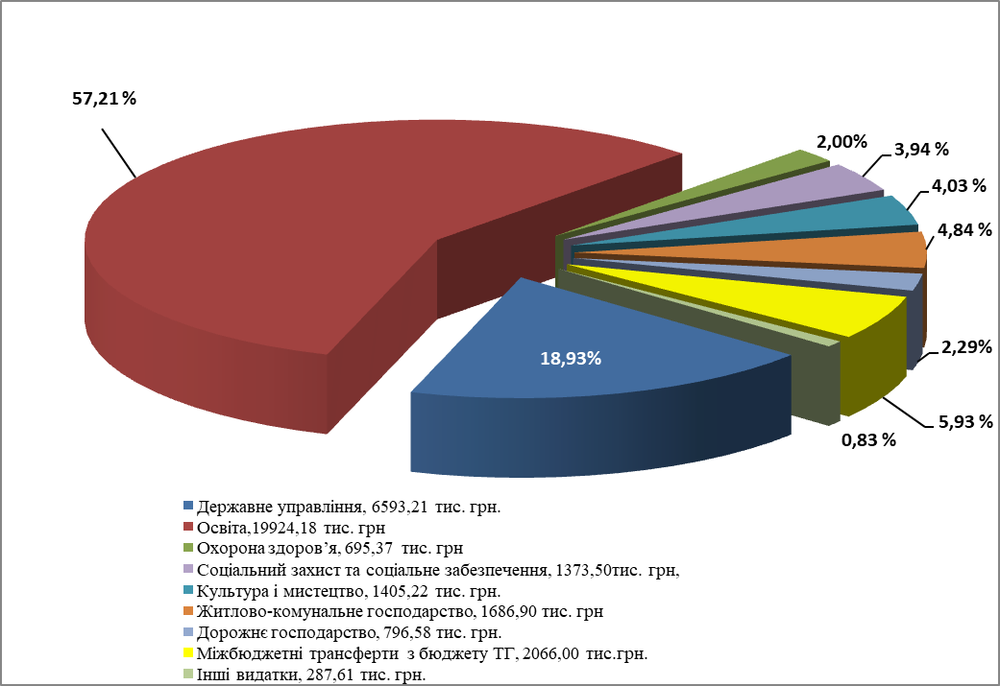 57,21 %
2,00%
3,94 %
4,03 %
4,84 %
18,93%
2,29%
5,93 %
0,83 %
Державне управління, 6593,21 тис. грн.
Освіта,19924,18 тис. грн
Охорона здоров’я, 695,37 тис. грн
Соціальний захист та соціальне забезпечення, 1373,50тис. грн,
Культура і мистецтво, 1405,22 тис. грн.
Житлово-комунальне господарство, 1686,90 тис. грн
Дорожнє господарство, 796,58 тис. грн.
Міжбюджетні трансферти з бюджету ТГ, 2066,00 тис.грн.
Інші видатки, 287,61 тис. грн.